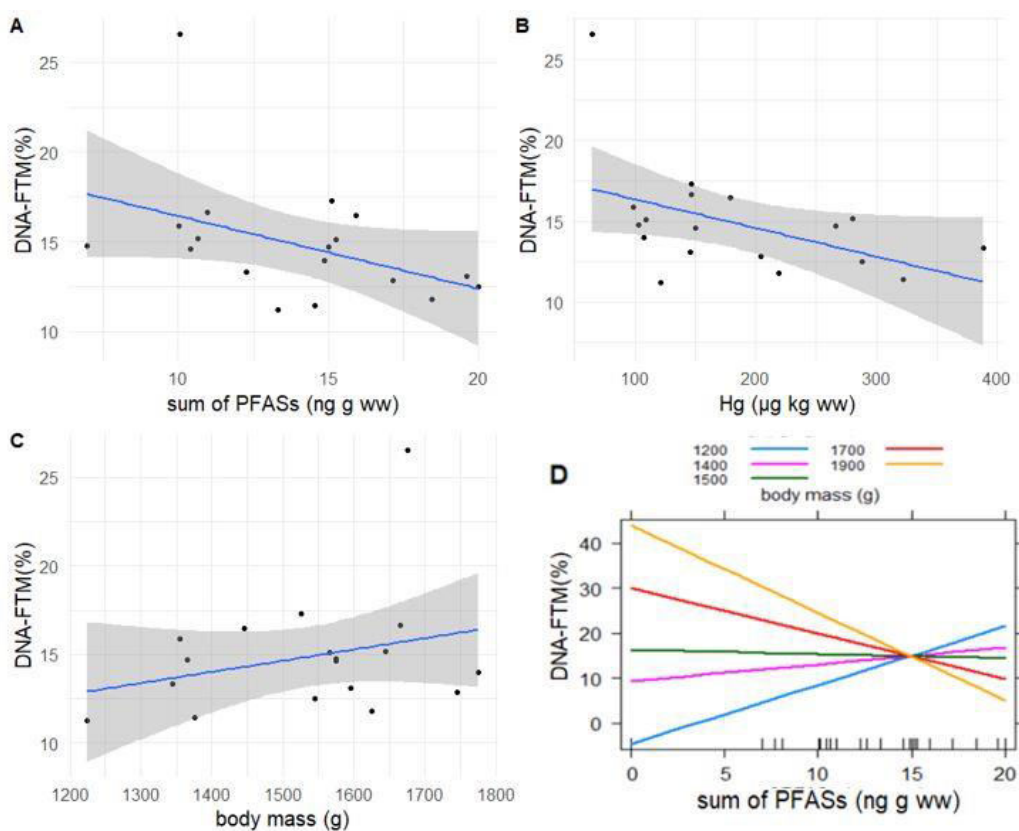 A
B
25
20
15
10
DNA-FTM(%)
10 15 20
sum of PFASs (ng g ww)
25
20
15
10
DNA-FTM(%)
100 200 300 400
Hg (µg kg ww)
C
25
20
15
10
DNA-FTM(%)
1200 1300 1400 1500 1600 1700 1800
body mass (g)
D
1200 1700
1400 1900
1500
body mass (g)
40
30
20
10
0
DNA-FTM(%)
0 5 10 15 20
sum of PFASs (ng g ww)